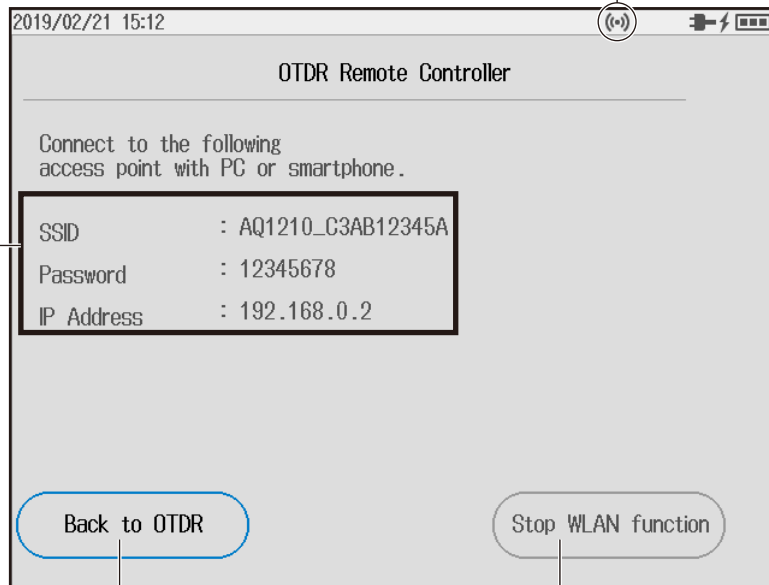 2019/02/21 15:12
OTDR Remote Controller
Connect to the following
access point with PC or smartphone.
SSID : AQ1210_C3AB12345A
Password : 12345678
IP Address : 192.168.0.2
Back to OTDR Stop WLAN function